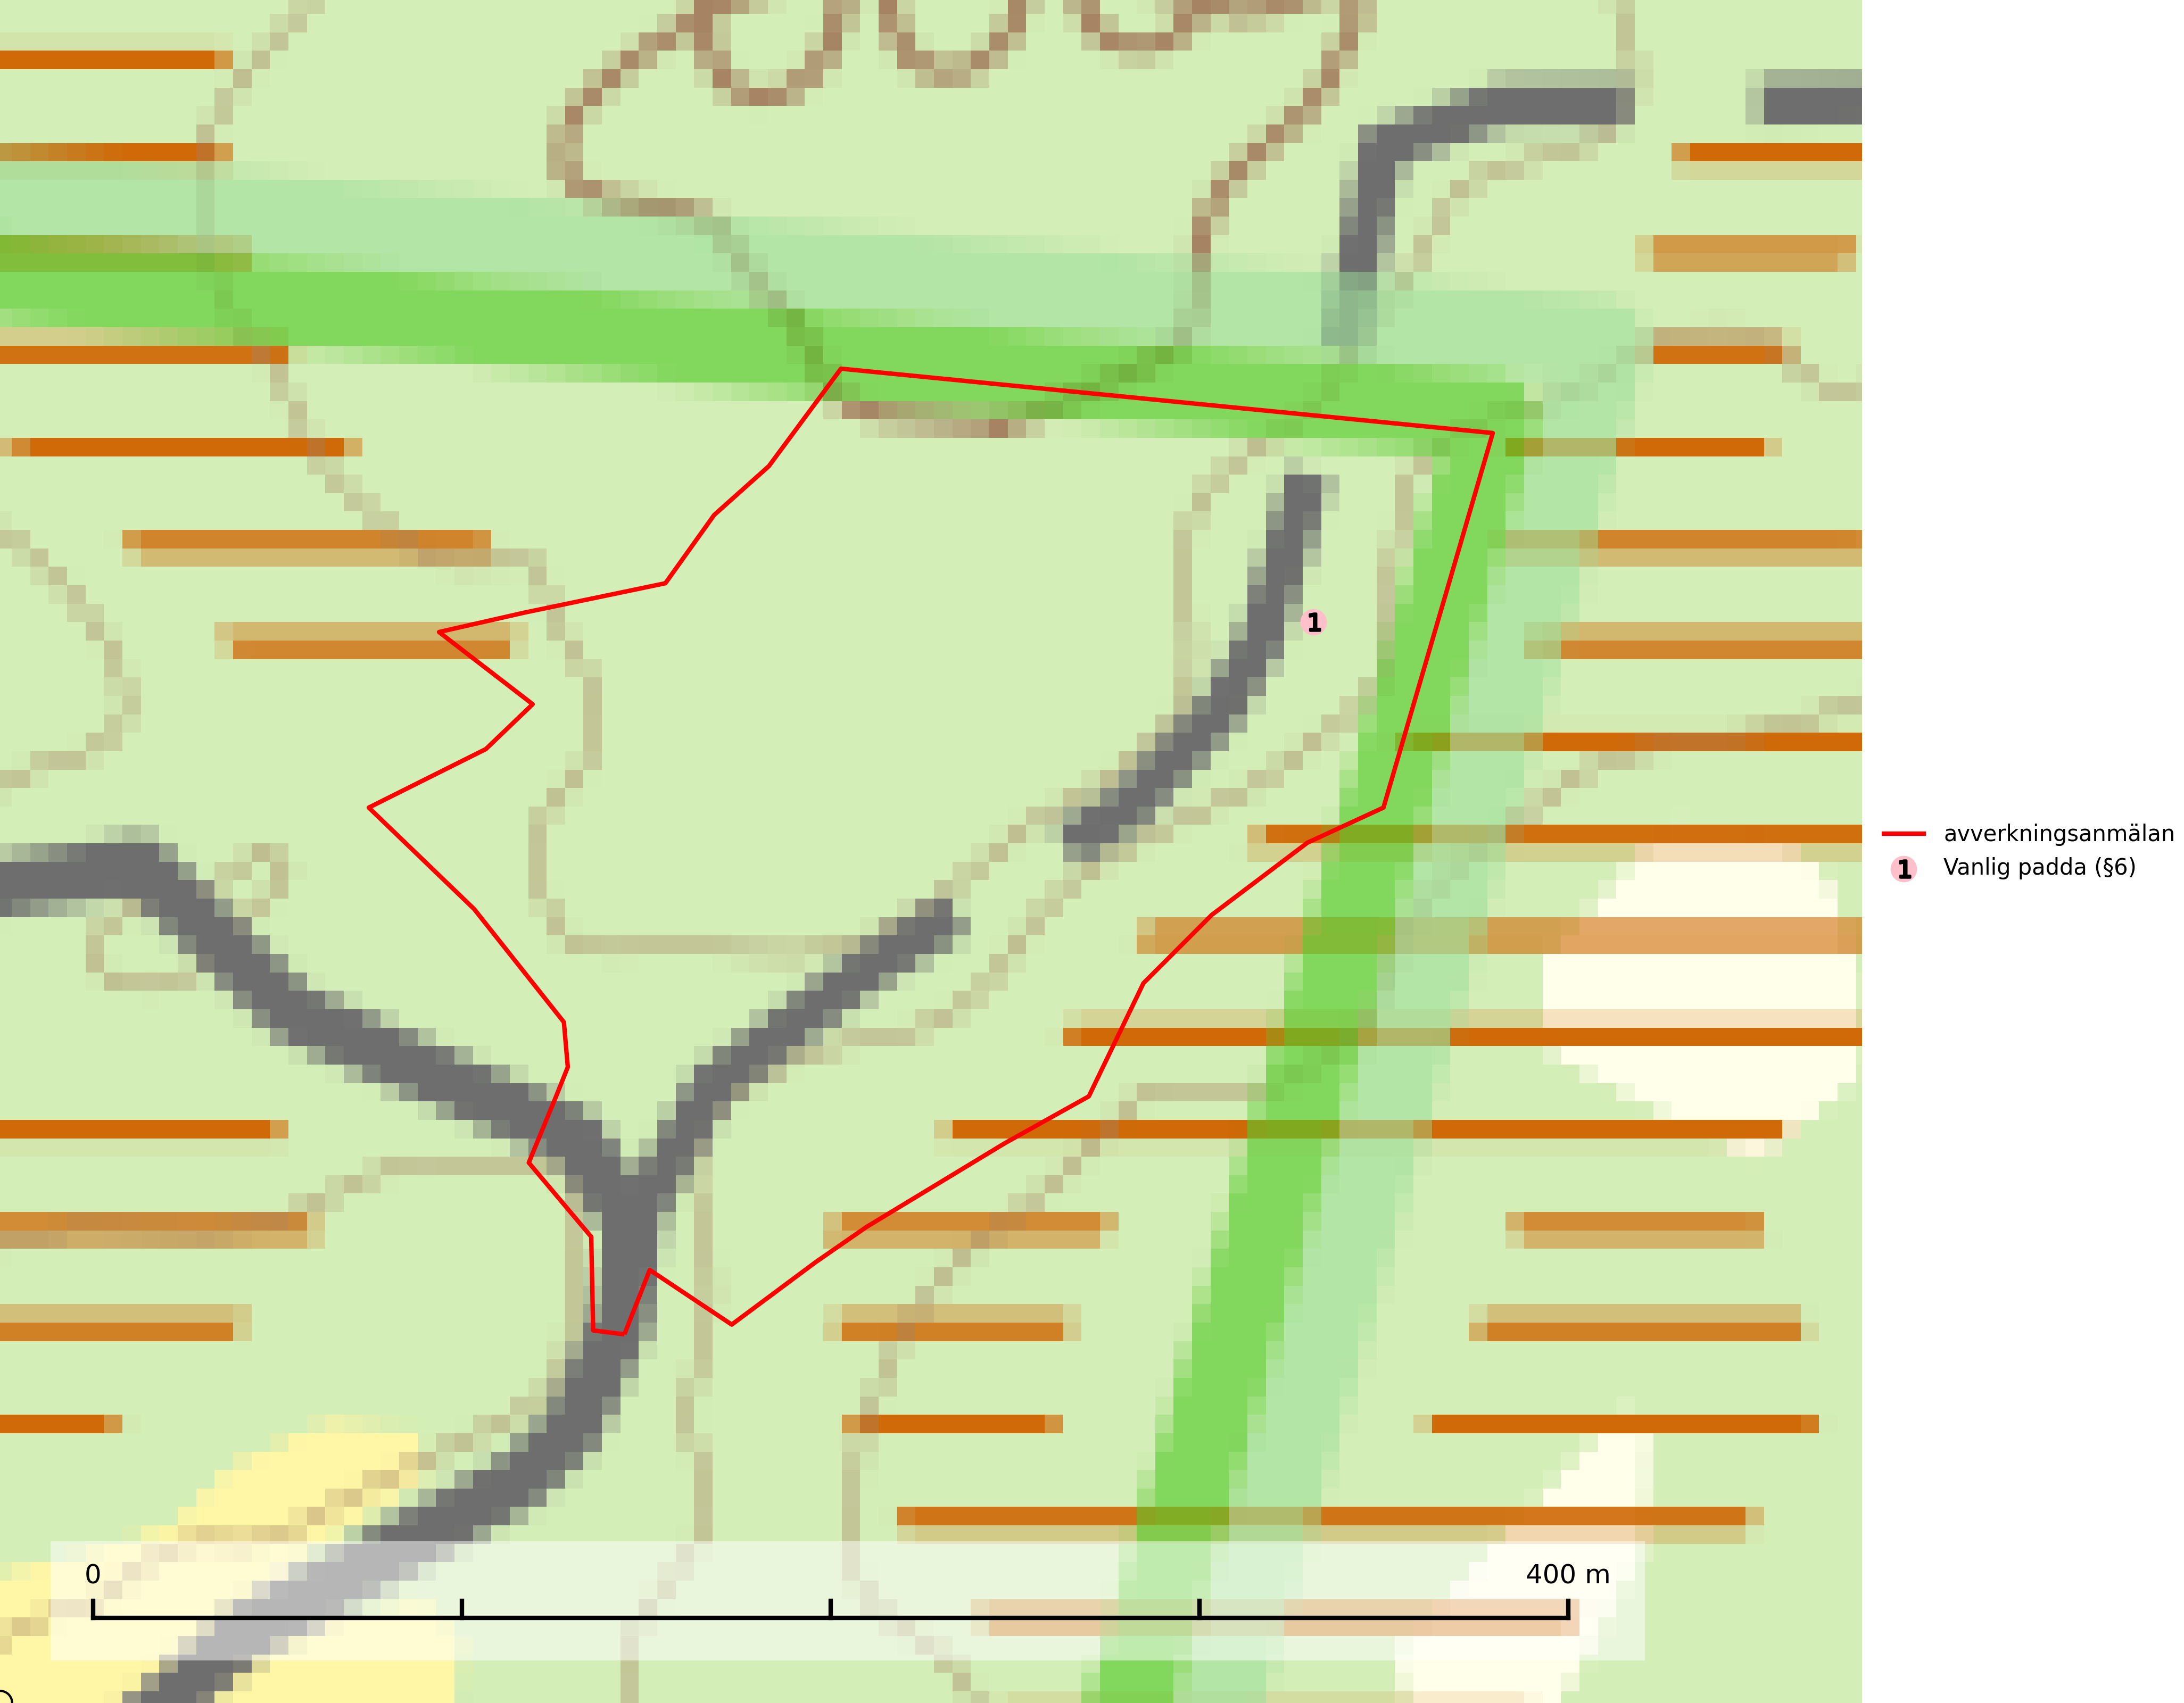 1
avverkningsanmälan
1 Vanlig padda (§6)
0 400 m